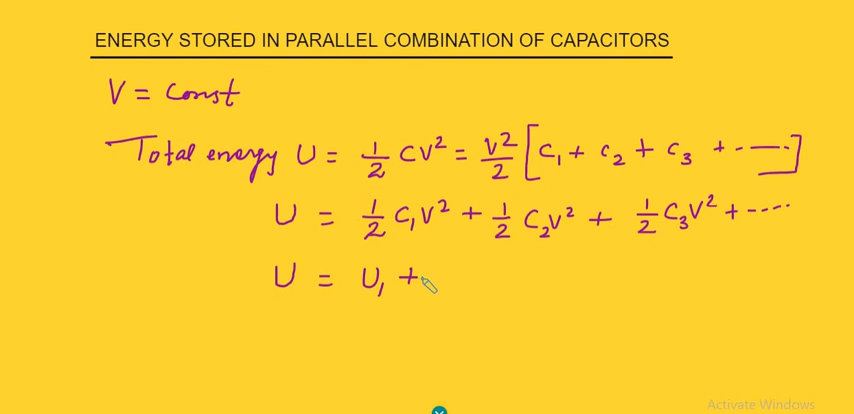 ENERGY STORED IN PARALLEL COMBINATION OF CAPACITORS
V = Const
Total energy U = 1/2 CV² = V²/2 [C₁ + C₂ + C₃ + ----]
U = 1/2 C₁V² + 1/2 C₂V² + 1/2 C₃V² + ----
U = U₁ +
Activate Windows